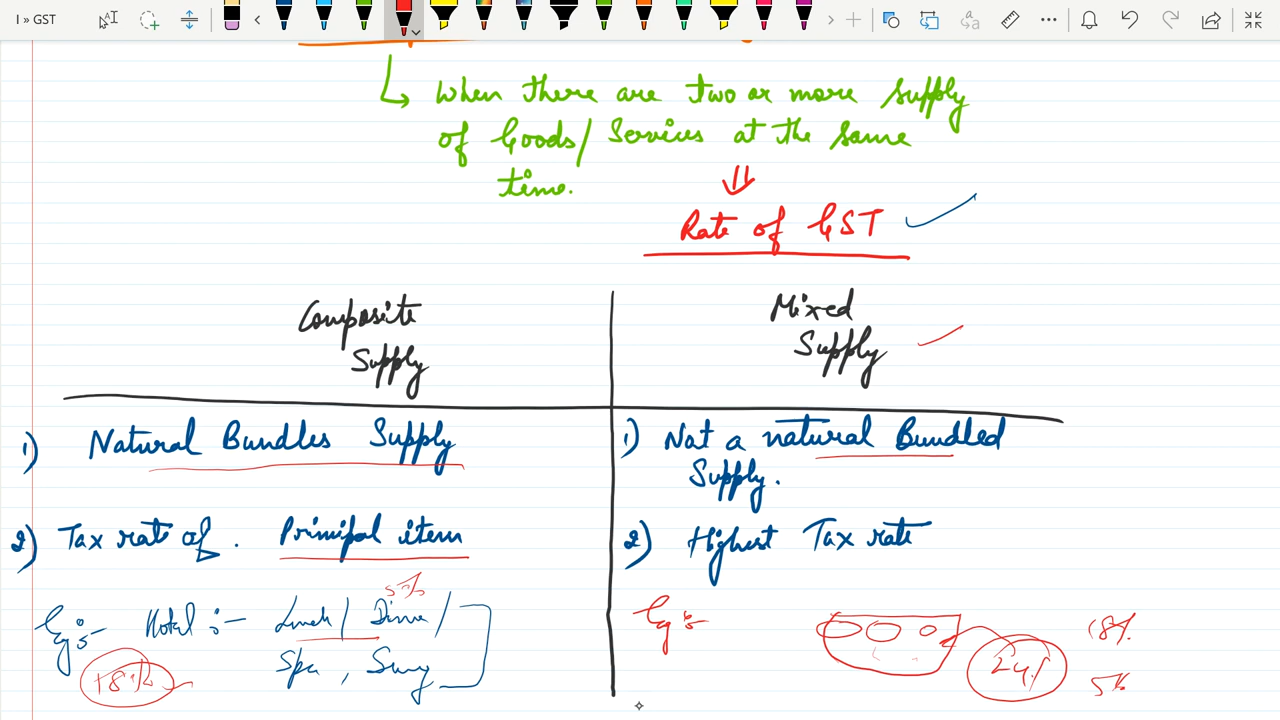 I » GST
When there are two or more supply
of Goods/ Services at the same
time.
Rate of GST
Composite
Supply
Mixed
Supply
1) Natural Bundles Supply
1) Not a natural Bundled
Supply.
2) Tax rate of . Principal item
2) Highest Tax rate
5%
Eg:- Hotel :- Lunch/ Dinner/
Spa,
18%
Eg:-
18%
5%